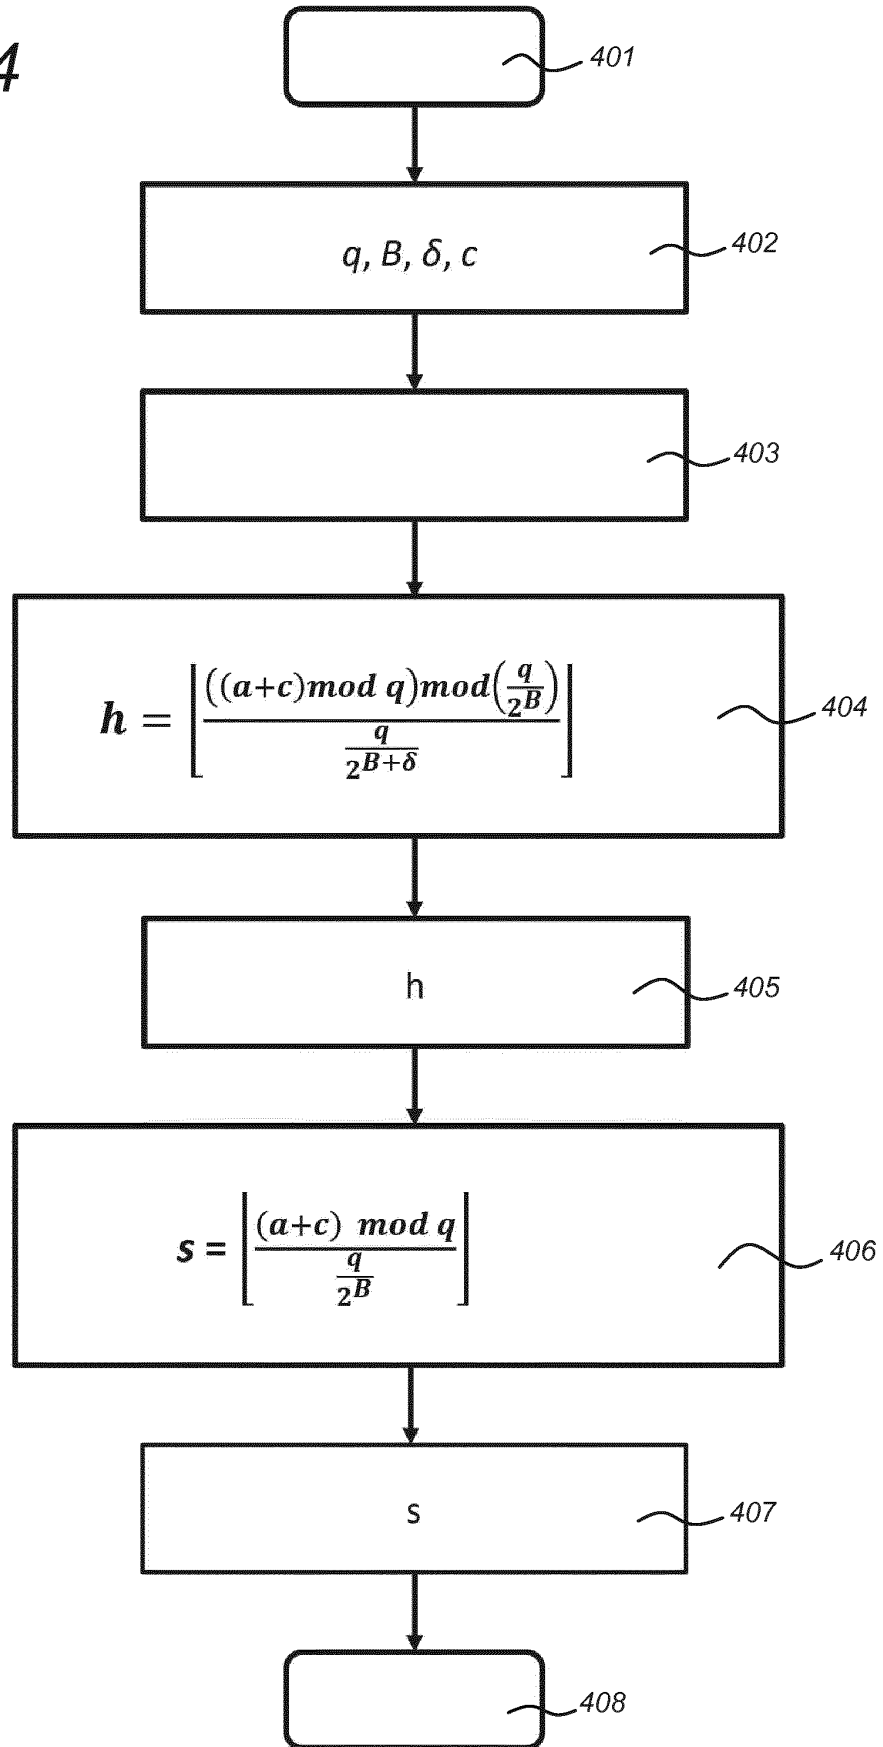 4
401
q, B, δ, c
402
403
h = ⌊((a+c)mod q)mod(q/2^B) / (q/2^(B+δ))⌋
404
h
405
s = ⌊(a+c) mod q / (q/2^B)⌋
406
s
407
408